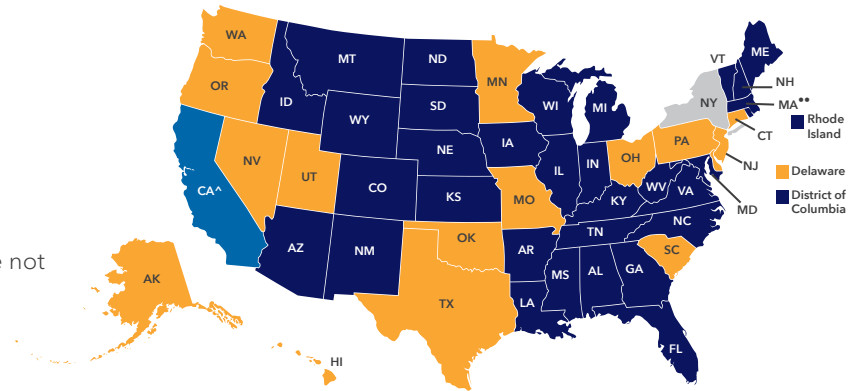 WA
MT
ND
MN
VT
ME
OR
ID
SD
WI
MI
NY
NH
MA••
WY
Rhode
Island
IA
NE
PA
CT
NV
UT
IL
IN
OH
NJ
CA^
CO
KS
MO
WV
VA
KY
Delaware
MD
District of
Columbia
NC
TN
AZ
NM
OK
AR
SC
e not
MS
AL
GA
AK
TX
LA
FL
HI